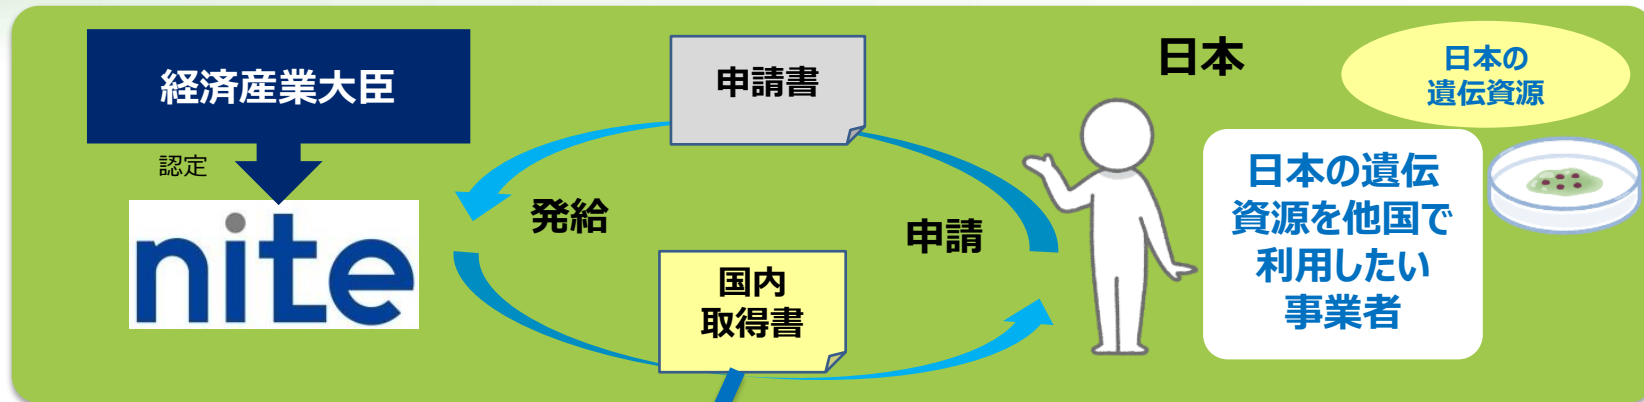 経済産業大臣
認定
nite
申請書
発給
申請
国内
取得書
日本
日本の
遺伝資源
日本の遺伝
資源を他国で
利用したい
事業者